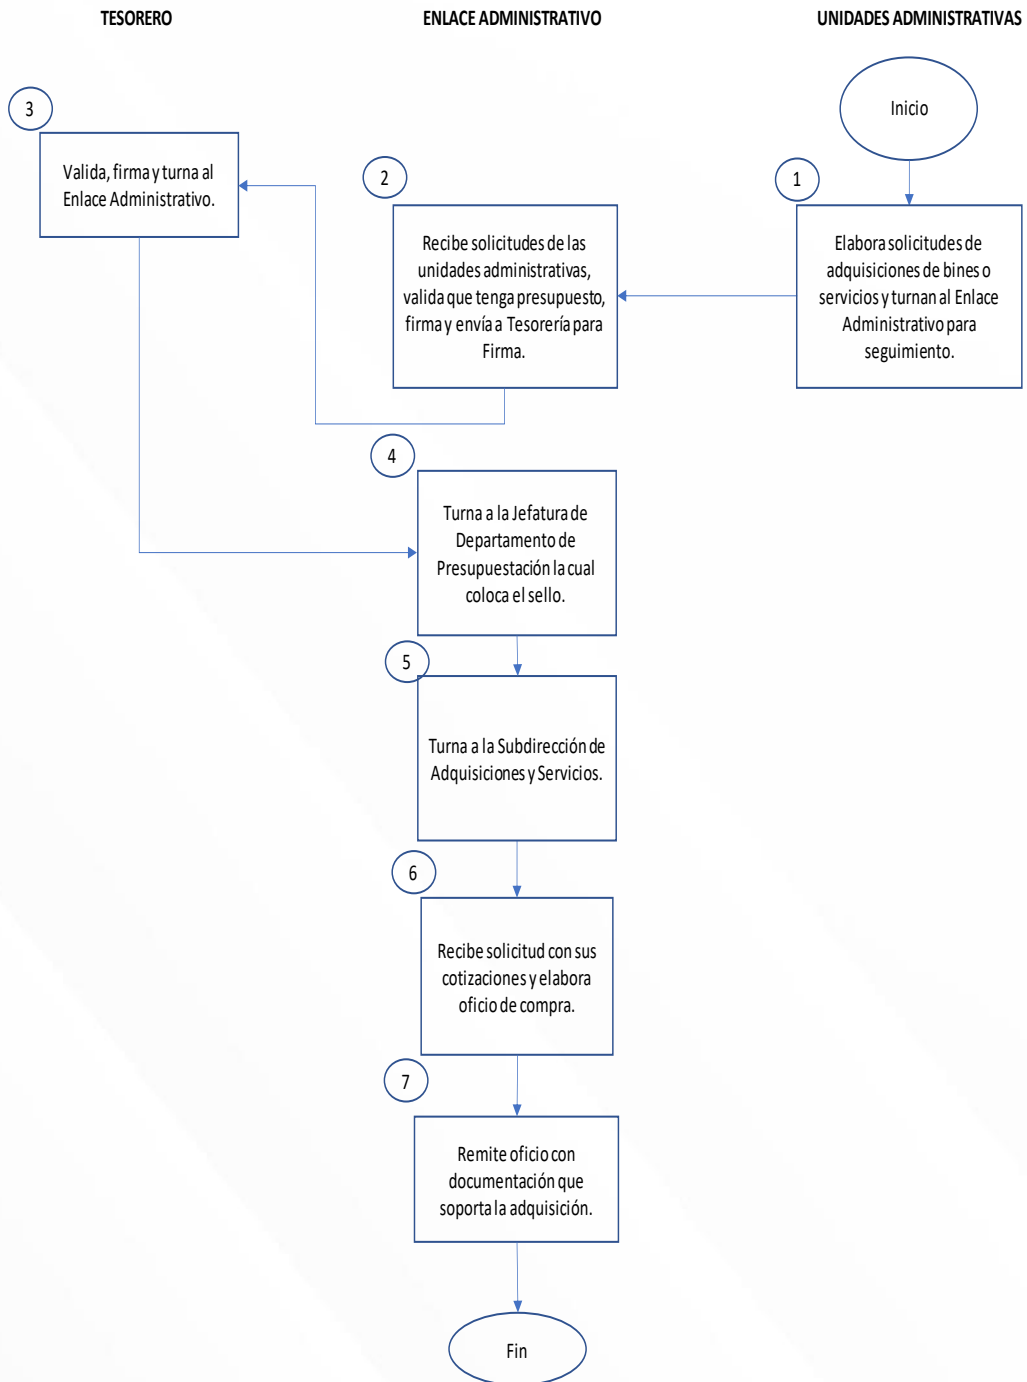 TESORERO
ENLACE ADMINISTRATIVO
UNIDADES ADMINISTRATIVAS
Inicio
1
Elabora solicitudes de
adquisiciones de bines o
servicios y turnan al Enlace
Administrativo para
seguimiento.
2
Recibe solicitudes de las
unidades administrativas,
valida que tenga presupuesto,
firma y envía a Tesorería para
Firma.
3
Valida, firma y turna al
Enlace Administrativo.
4
Turna a la Jefatura de
Departamento de
Presupuestación la cual
coloca el sello.
5
Turna a la Subdirección de
Adquisiciones y Servicios.
6
Recibe solicitud con sus
cotizaciones y elabora
oficio de compra.
7
Remite oficio con
documentación que
soporta la adquisición.
Fin